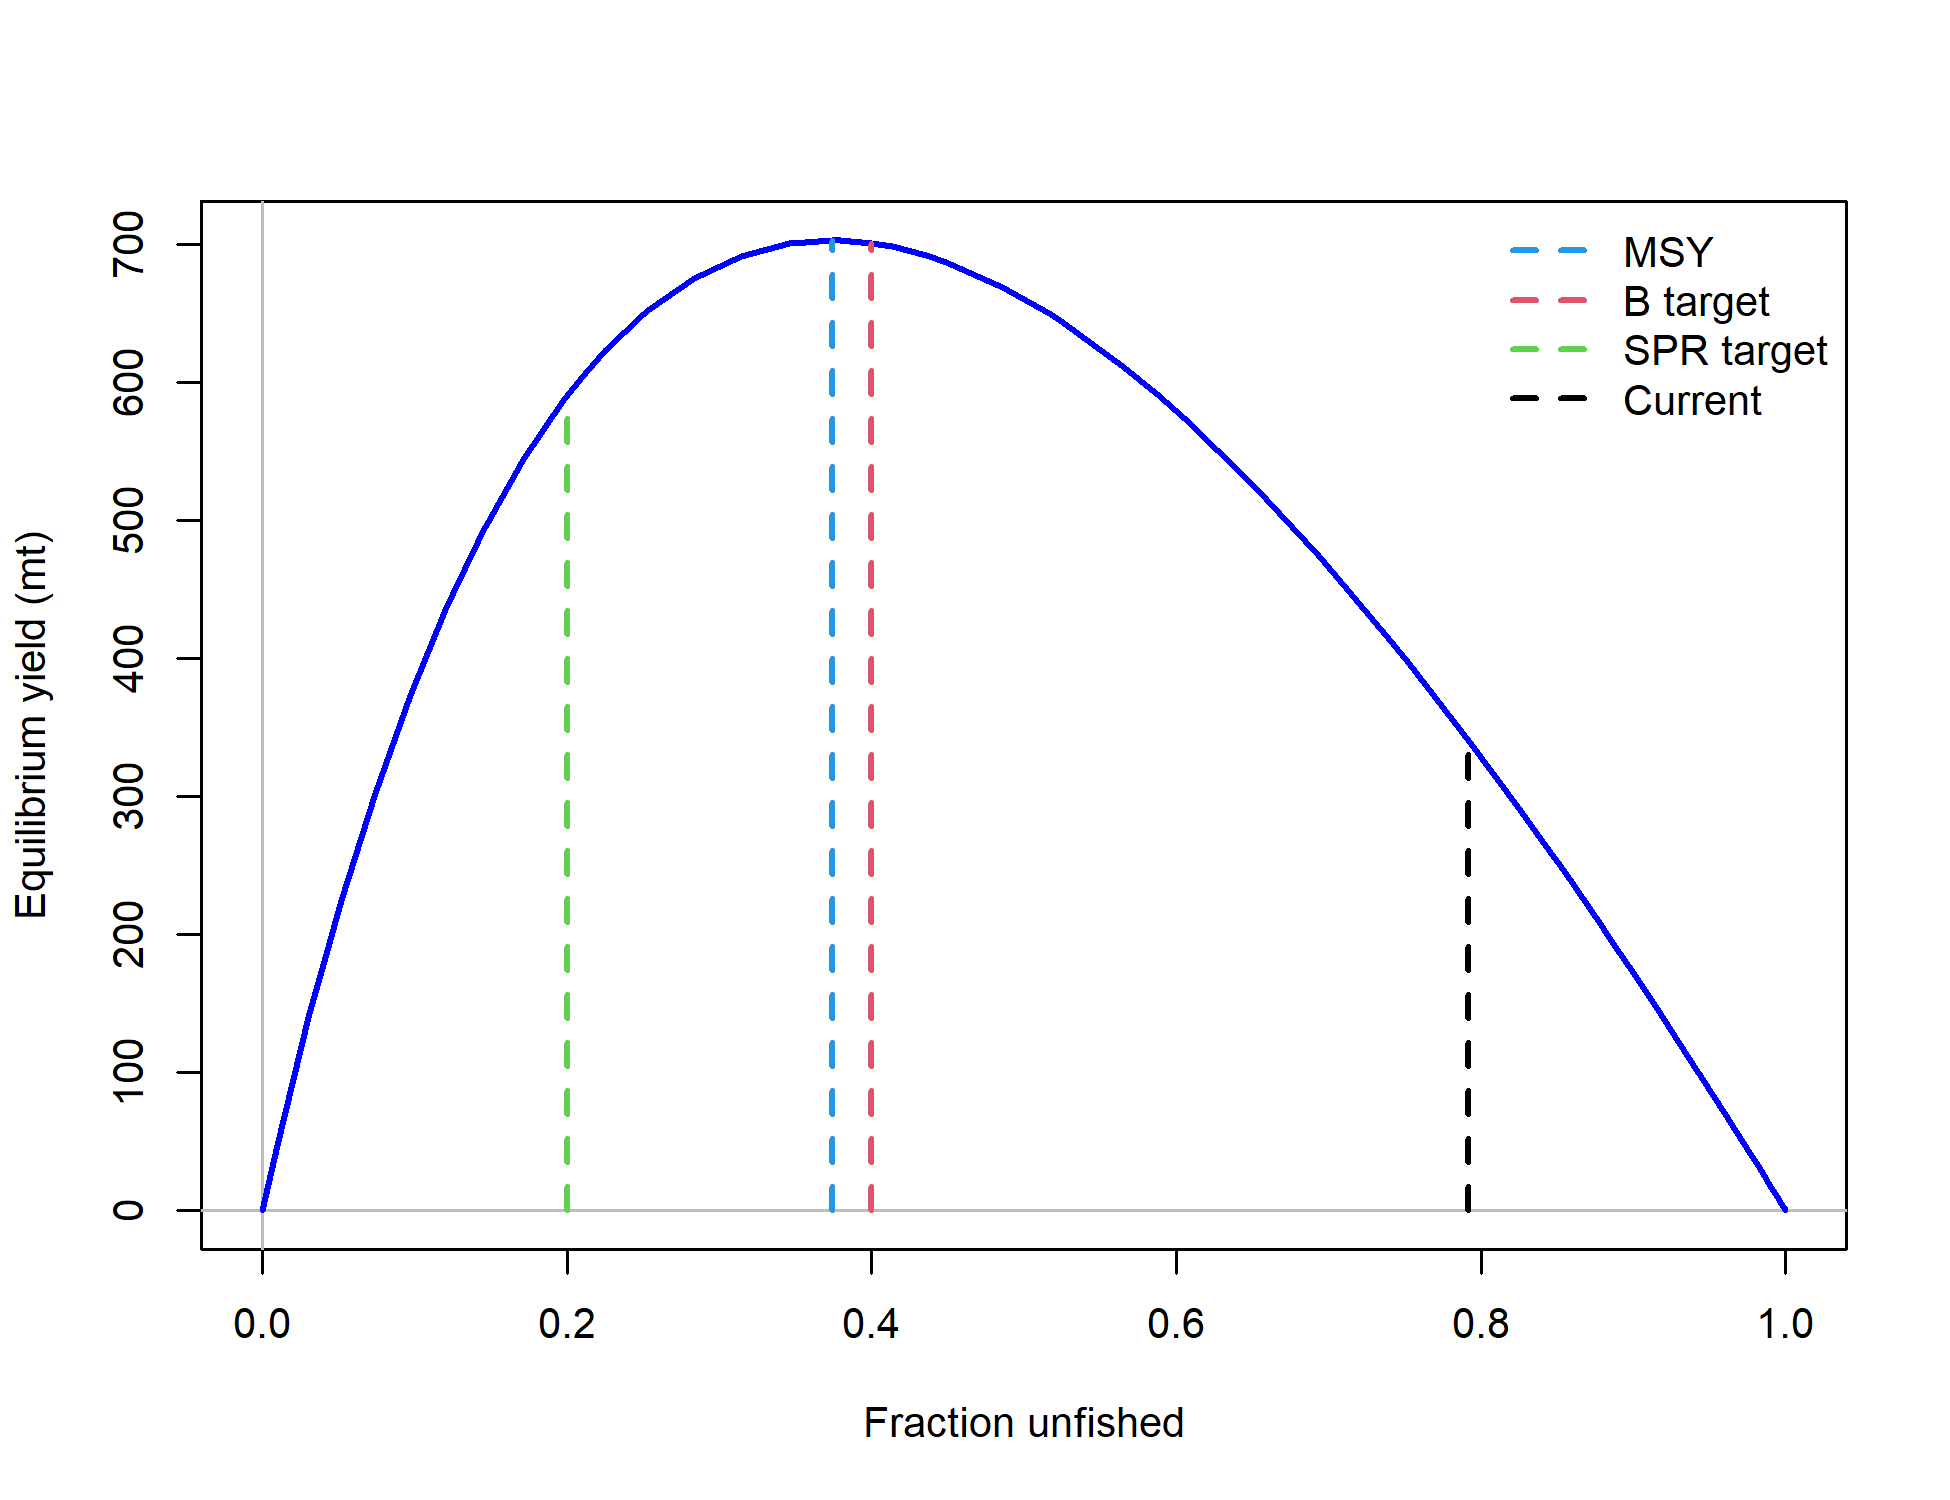 MSY
B target
SPR target
Current
700
600
500
400
300
200
100
0
Equilibrium yield (mt)
0.0 0.2 0.4 0.6 0.8 1.0
Fraction unfished